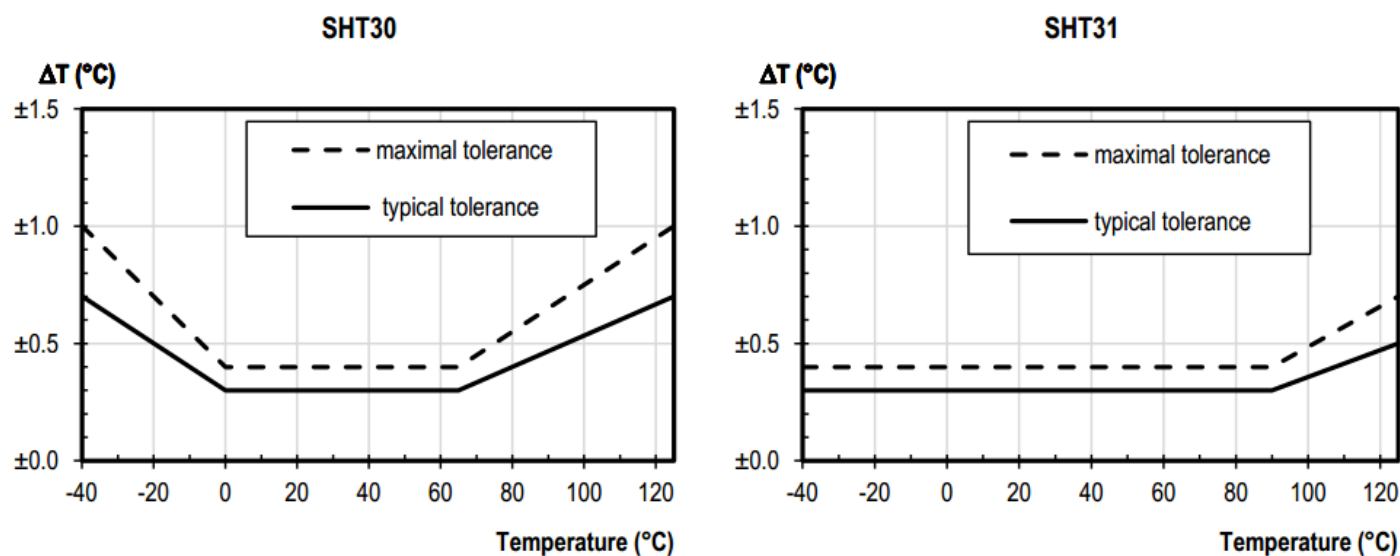 SHT30
ΔT (°C)
±1.5
±1.0
±0.5
±0.0
maximal tolerance
typical tolerance
-40 -20 0 20 40 60 80 100 120
Temperature (°C)
SHT31
ΔT (°C)
±1.5
±1.0
±0.5
±0.0
maximal tolerance
typical tolerance
-40 -20 0 20 40 60 80 100 120
Temperature (°C)